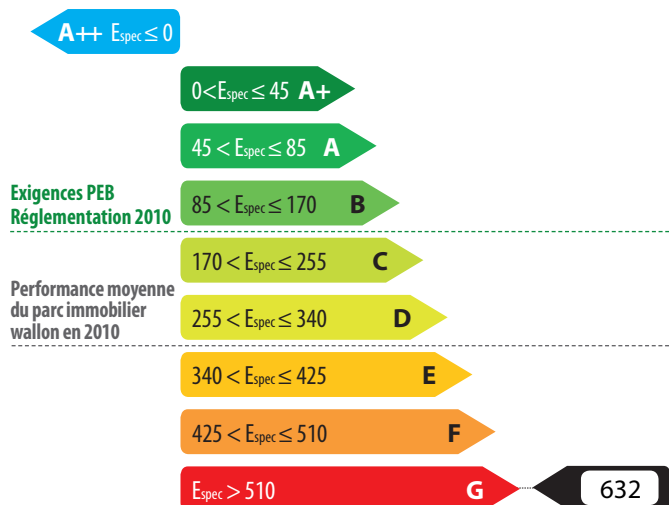 A++ Espec ≤ 0
0<Espec ≤ 45 A+
45 < Espec ≤ 85 A
Exigences PEB
Réglementation 2010
85 < Espec ≤ 170 B
170 < Espec ≤ 255 C
Performance moyenne
du parc immobilier
wallon en 2010
255 < Espec ≤ 340 D
340 < Espec ≤ 425 E
425 < Espec ≤ 510 F
Espec > 510 G 632